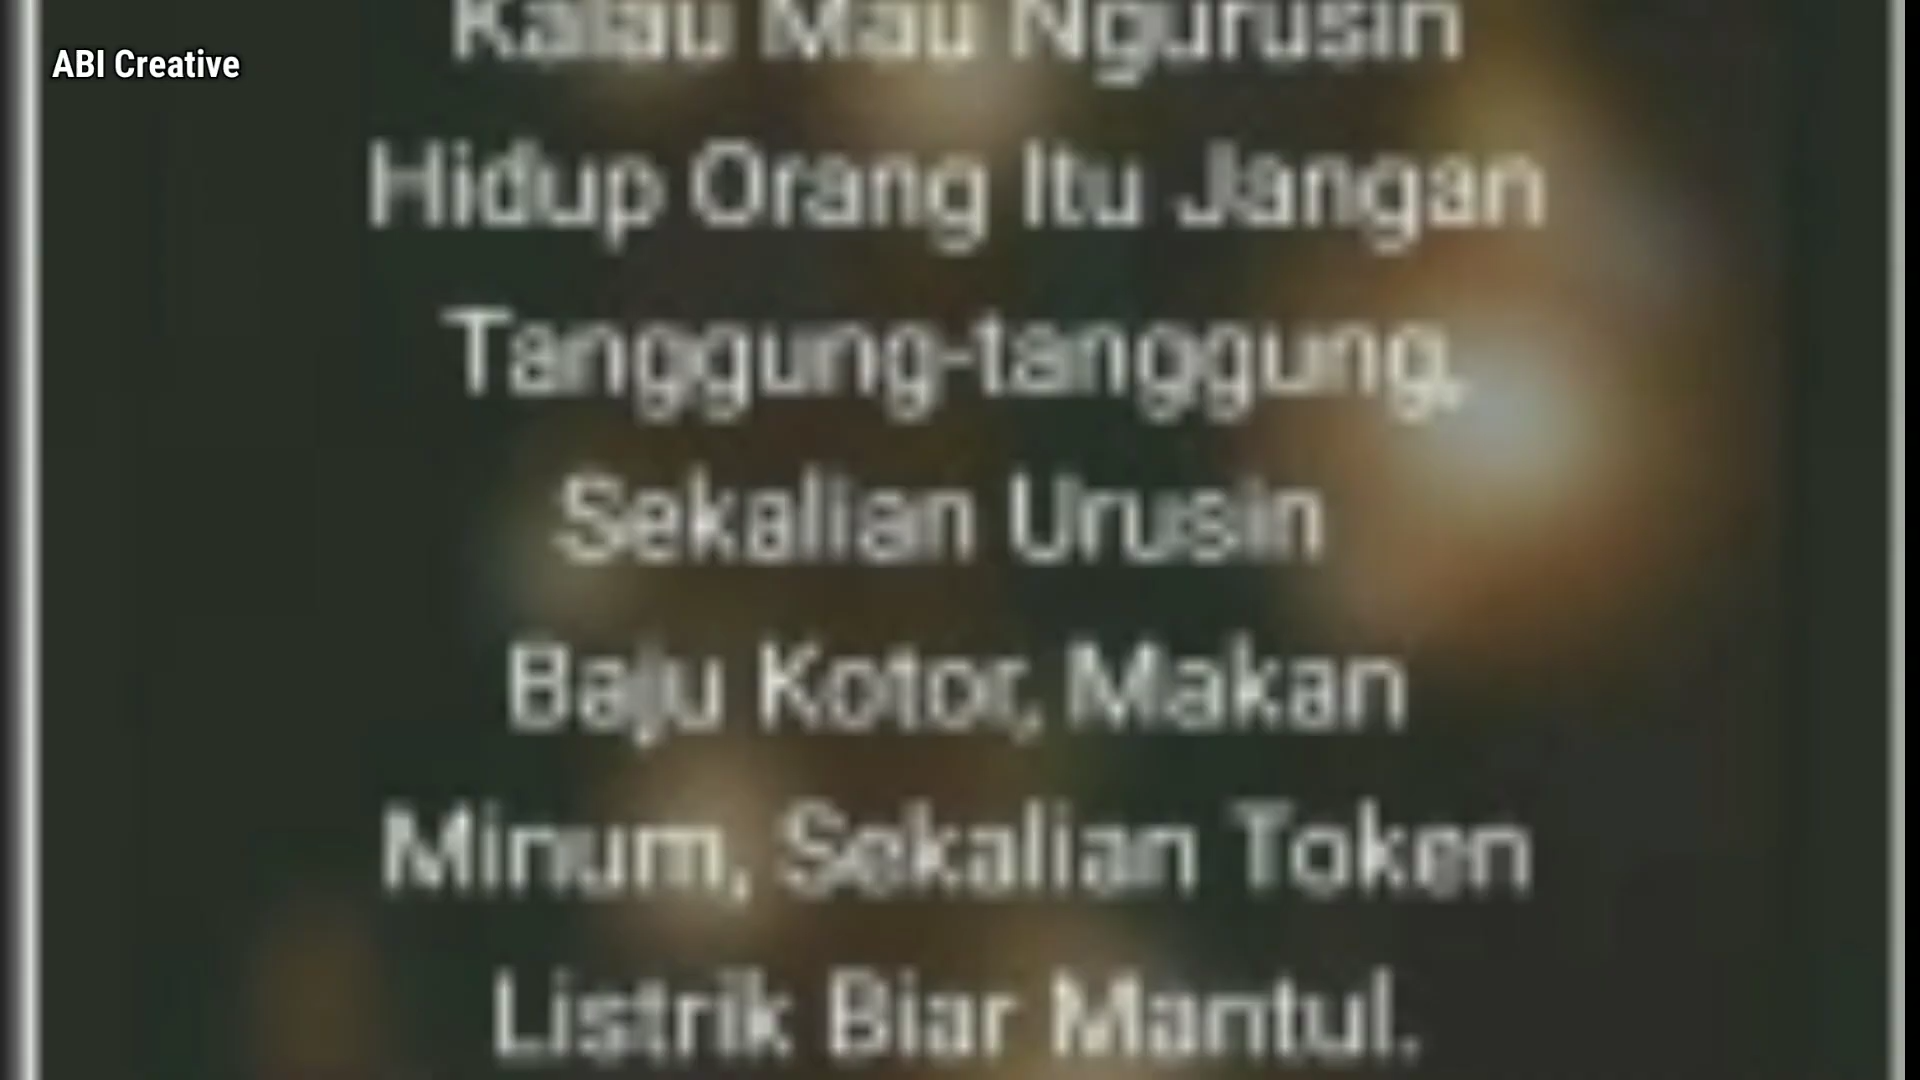 ABI Creative
Kalau Mau Ngurusin
Hidup Orang Itu Jangan
Tanggung-tanggung,
Sekalian Urusin
Baju Kotor, Makan
Minum, Sekalian Token
Listrik Biar Mantul.